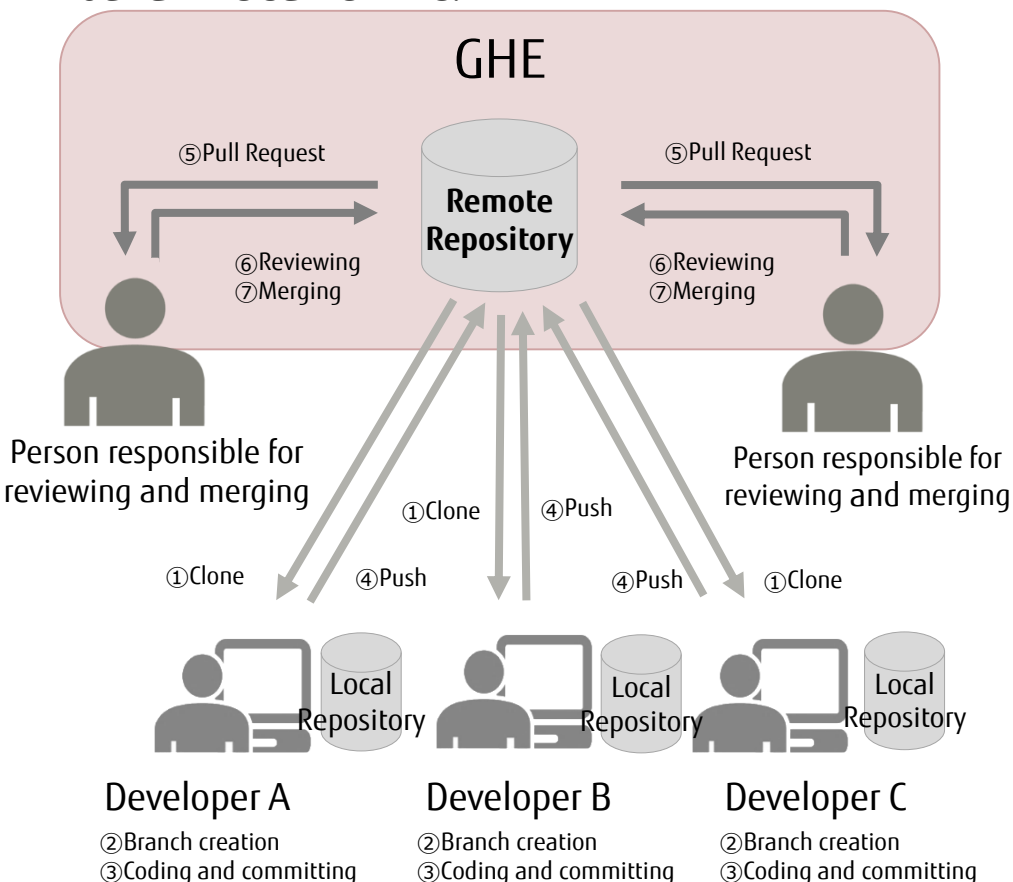 GHE
⑤Pull Request
⑤Pull Request
Remote
Repository
⑥Reviewing
⑦Merging
⑥Reviewing
⑦Merging
Person responsible for
reviewing and merging
Person responsible for
reviewing and merging
①Clone
④Push
①Clone
④Push
④Push
①Clone
Local
Repository
Local
Repository
Local
Repository
Developer A
②Branch creation
③Coding and committing
Developer B
②Branch creation
③Coding and committing
Developer C
②Branch creation
③Coding and committing